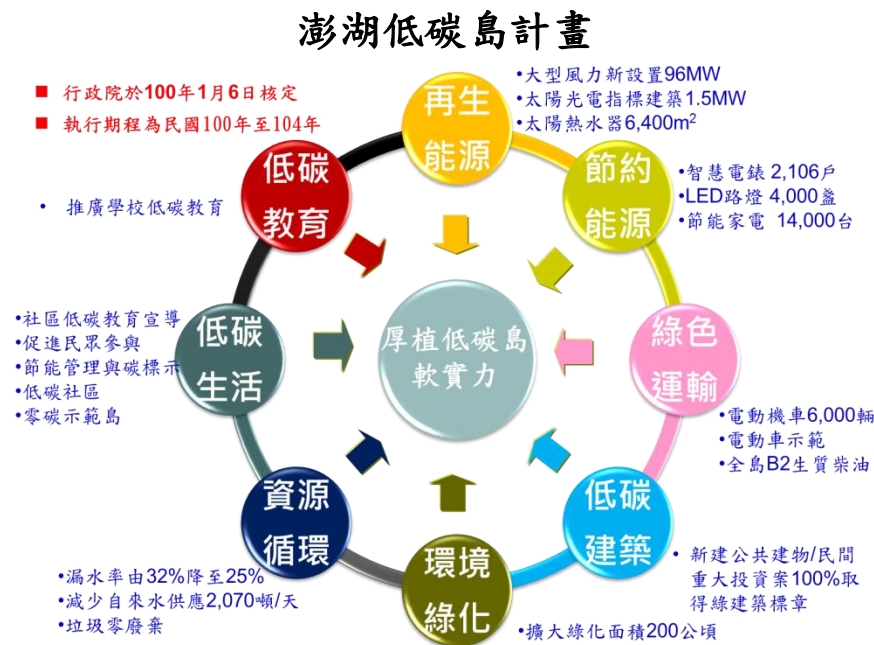 澎湖低碳島計畫
■ 行政院於100年1月6日核定
■ 執行期程為民國100年至104年
再生
能源
•大型風力新設置96MW
•太陽光電指標建築1.5MW
•太陽熱水器6,400m²
節約
能源
•智慧電錶 2,106戶
•LED路燈 4,000盞
•節能家電 14,000台
綠色
運輸
•電動機車6,000輛
•電動車示範
•全島B2生質柴油
低碳
建築
• 新建公共建物/民間
重大投資案100%取
得綠建築標章
環境
綠化
•擴大綠化面積200公頃
資源
循環
•漏水率由32%降至25%
•減少自來水供應2,070噸/天
•垃圾零廢棄
低碳
生活
•社區低碳教育宣導
•促進民眾參與
•節能管理與碳標示
•低碳社區
•零碳示範島
低碳
教育
• 推廣學校低碳教育
厚植低碳島
軟實力